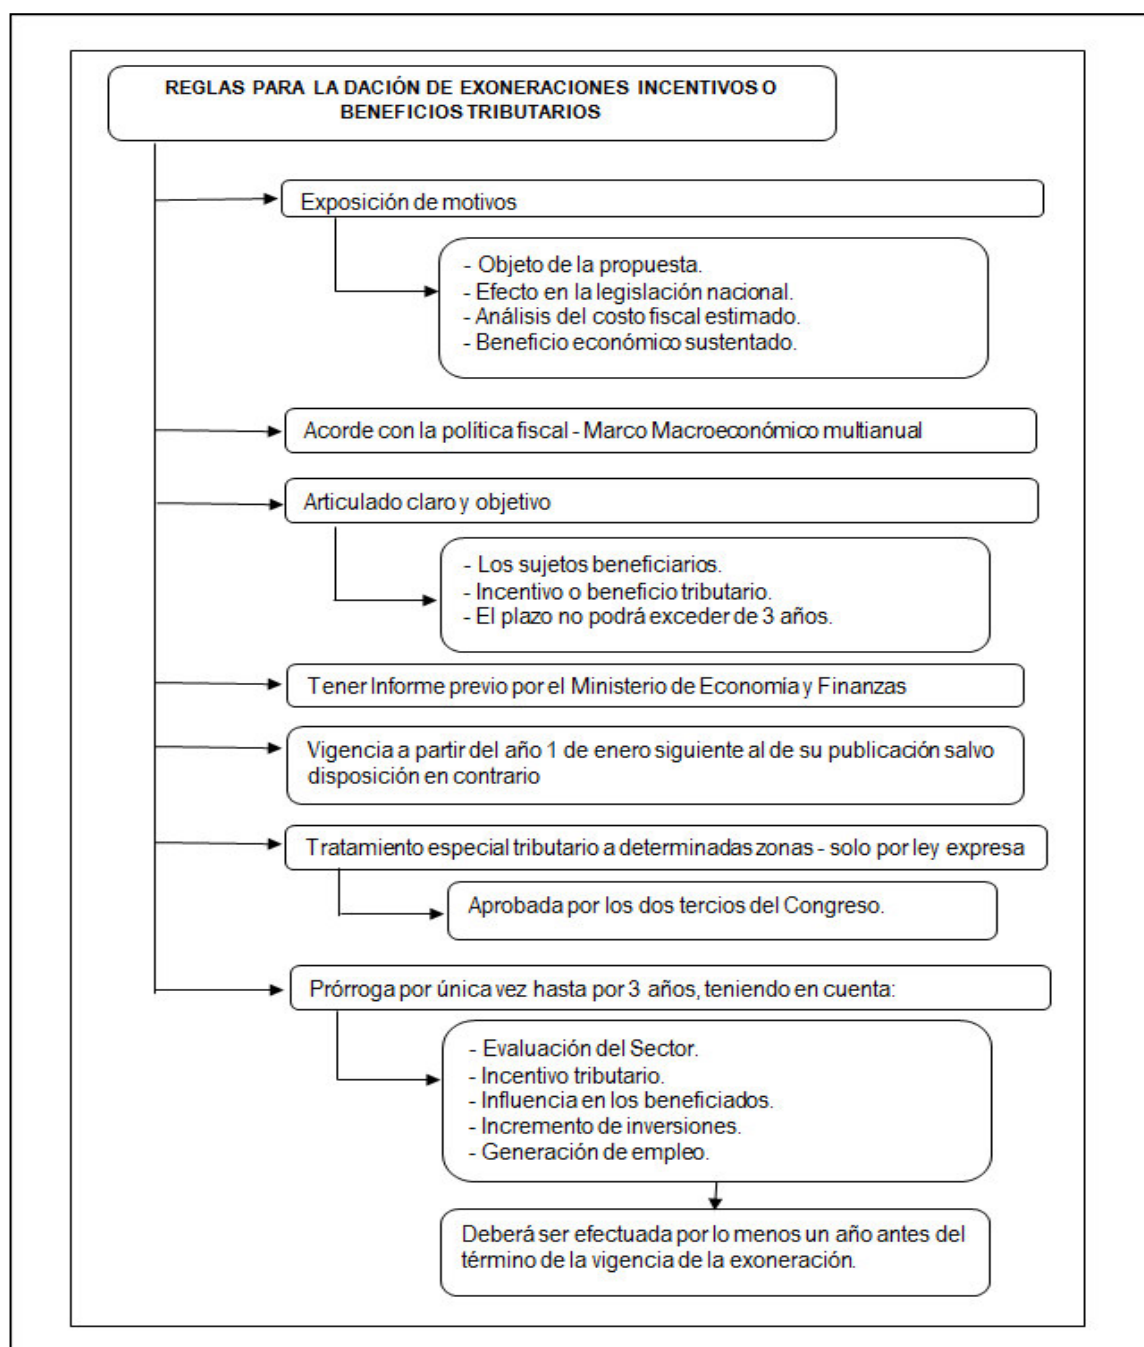 REGLAS PARA LA DACIÓN DE EXONERACIONES INCENTIVOS O
BENEFICIOS TRIBUTARIOS
Exposición de motivos
- Objeto de la propuesta.
- Efecto en la legislación nacional.
- Análisis del costo fiscal estimado.
- Beneficio económico sustentado.
Acorde con la política fiscal - Marco Macroeconómico multianual
Articulado claro y objetivo
- Los sujetos beneficiarios.
- Incentivo o beneficio tributario.
- El plazo no podrá exceder de 3 años.
Tener Informe previo por el Ministerio de Economía y Finanzas
Vigencia a partir del año 1 de enero siguiente al de su publicación salvo
disposición en contrario
Tratamiento especial tributario a determinadas zonas - solo por ley expresa
Aprobada por los dos tercios del Congreso.
Prórroga por única vez hasta por 3 años, teniendo en cuenta:
- Evaluación del Sector.
- Incentivo tributario.
- Influencia en los beneficiados.
- Incremento de inversiones.
- Generación de empleo.
Deberá ser efectuada por lo menos un año antes del
término de la vigencia de la exoneración.